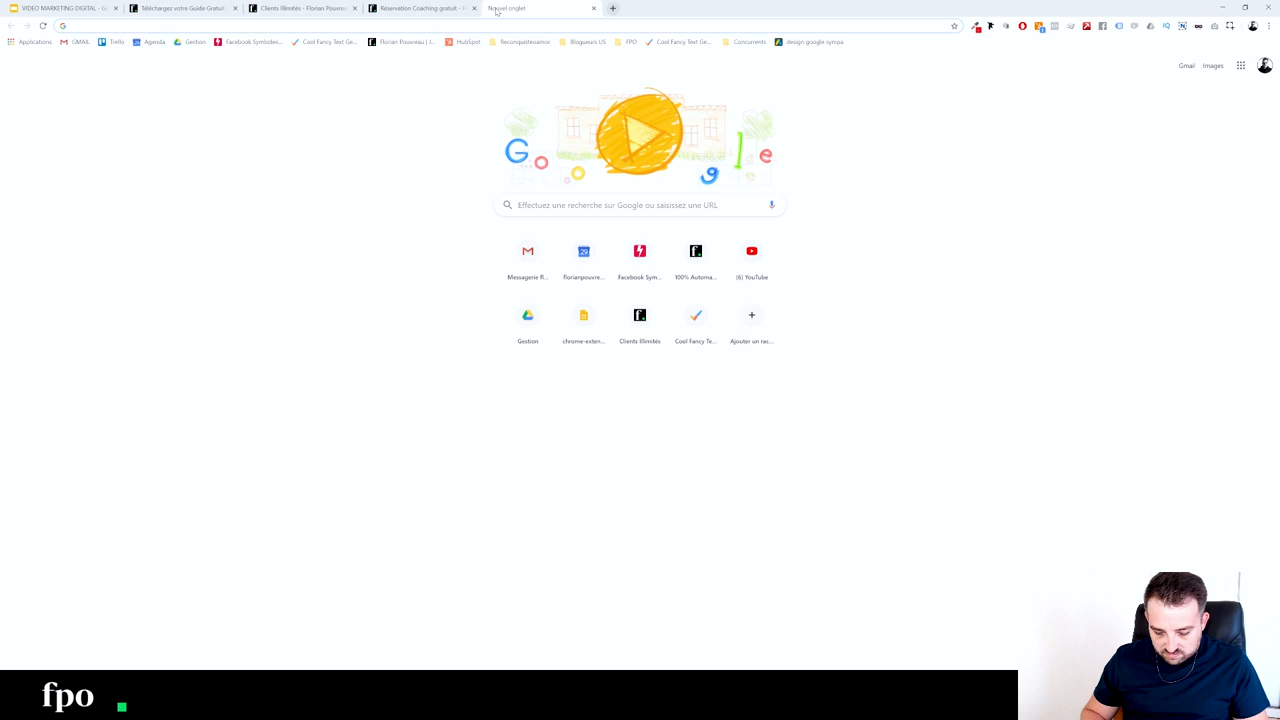 VIDEO MARKETING DIGITAL - G
Téléchargez votre Guide Gratuit
Clients Illimités - Florian Pouvre
Réservation Coaching gratuit - F
Nouvel onglet
Applications
GMAIL
Trello
Agenda
Gestion
Facebook Symboles...
Cool Fancy Text Ge...
Florian Pouvreau | I...
HubSpot
Reconquisteoamor
Blogueurs US
FPO
Cool Fancy Text Ge...
Concurrents
design google sympa
Gmail
Images
Google
Effectuez une recherche sur Google ou saisissez une URL
Messagerie fl...
florianpouvre...
Facebook Sym...
100% Automa...
(6) YouTube
Gestion
chrome-exten...
Clients Illimités
Cool Fancy Te...
Ajouter un rac...
fpo